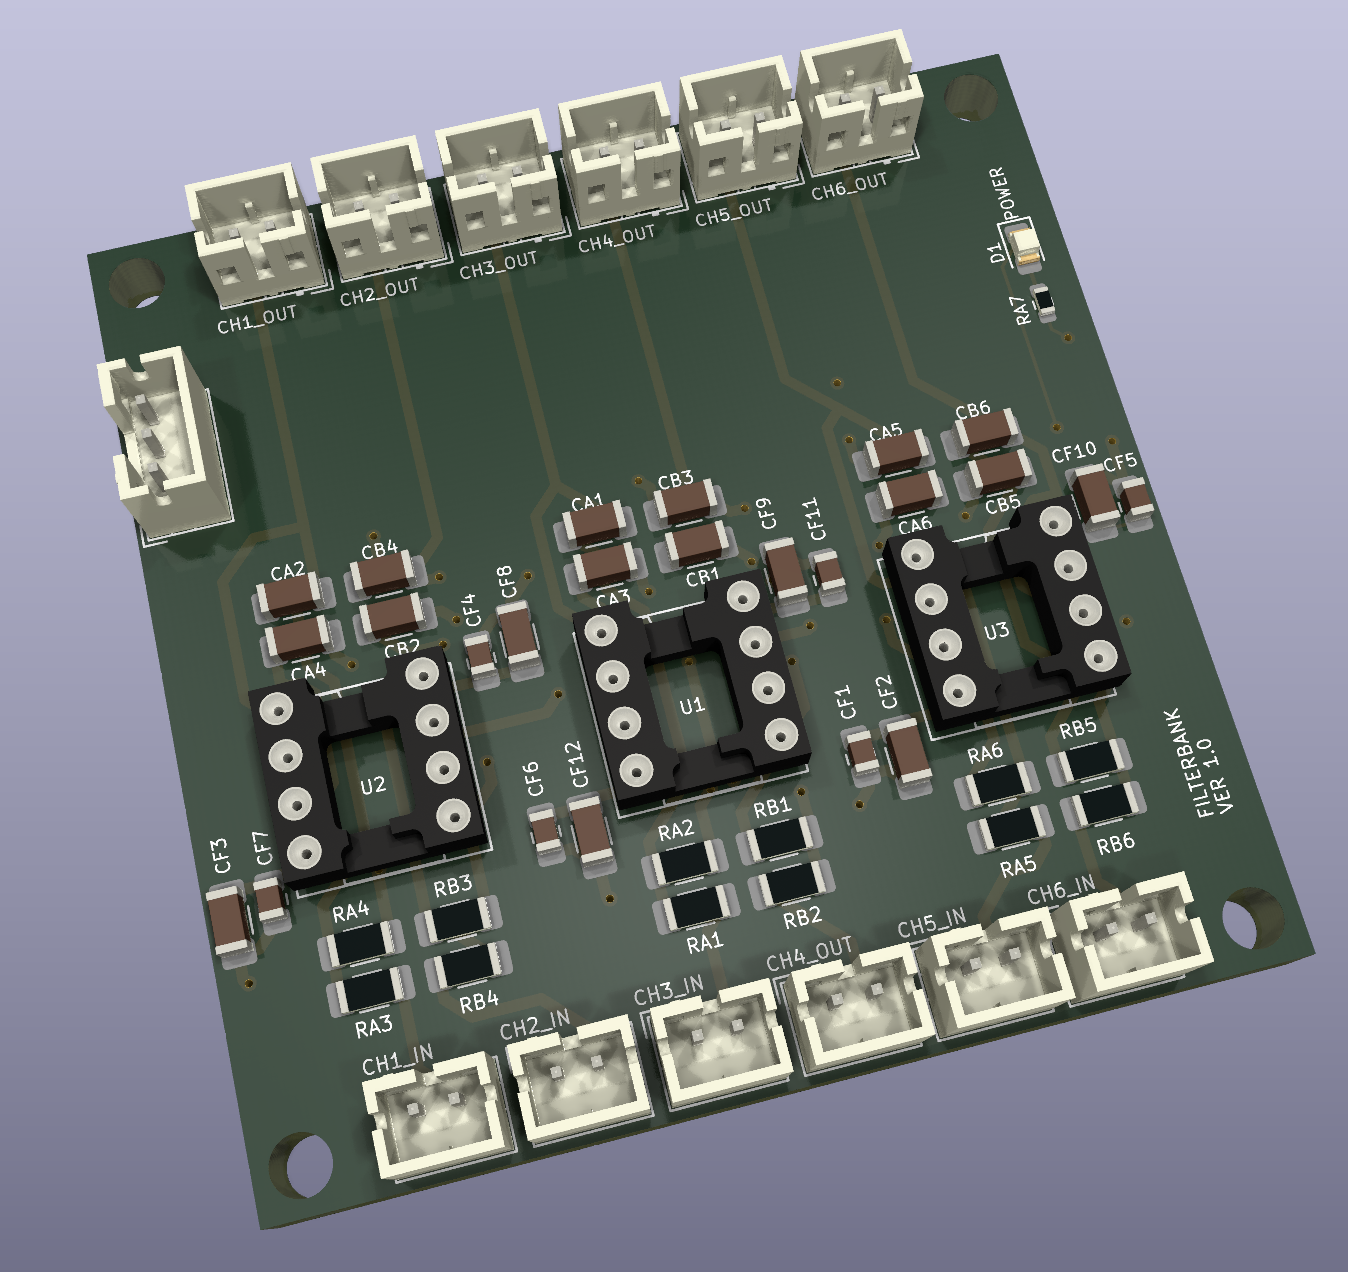 POWER
CH6_OUT
CH5_OUT
CH4_OUT
CH3_OUT
CH2_OUT
CH1_OUT
D1
RA7
CB6
CA5
CF10
CF5
CB3
CA1
CB5
CA6
CF9
CF11
CB4
CA2
CB1
CA3
CF8
CF4
CB2
CA4
U3
U1
U2
CF1
CF2
CF6
CF12
RB5
RA6
FILTERBANK
VER 1.0
RB1
RA2
RB6
RA5
CF3
CF7
RB3
RA4
RB2
RA1
RB4
RA3
CH6_IN
CH5_IN
CH4_OUT
CH3_IN
CH2_IN
CH1_IN